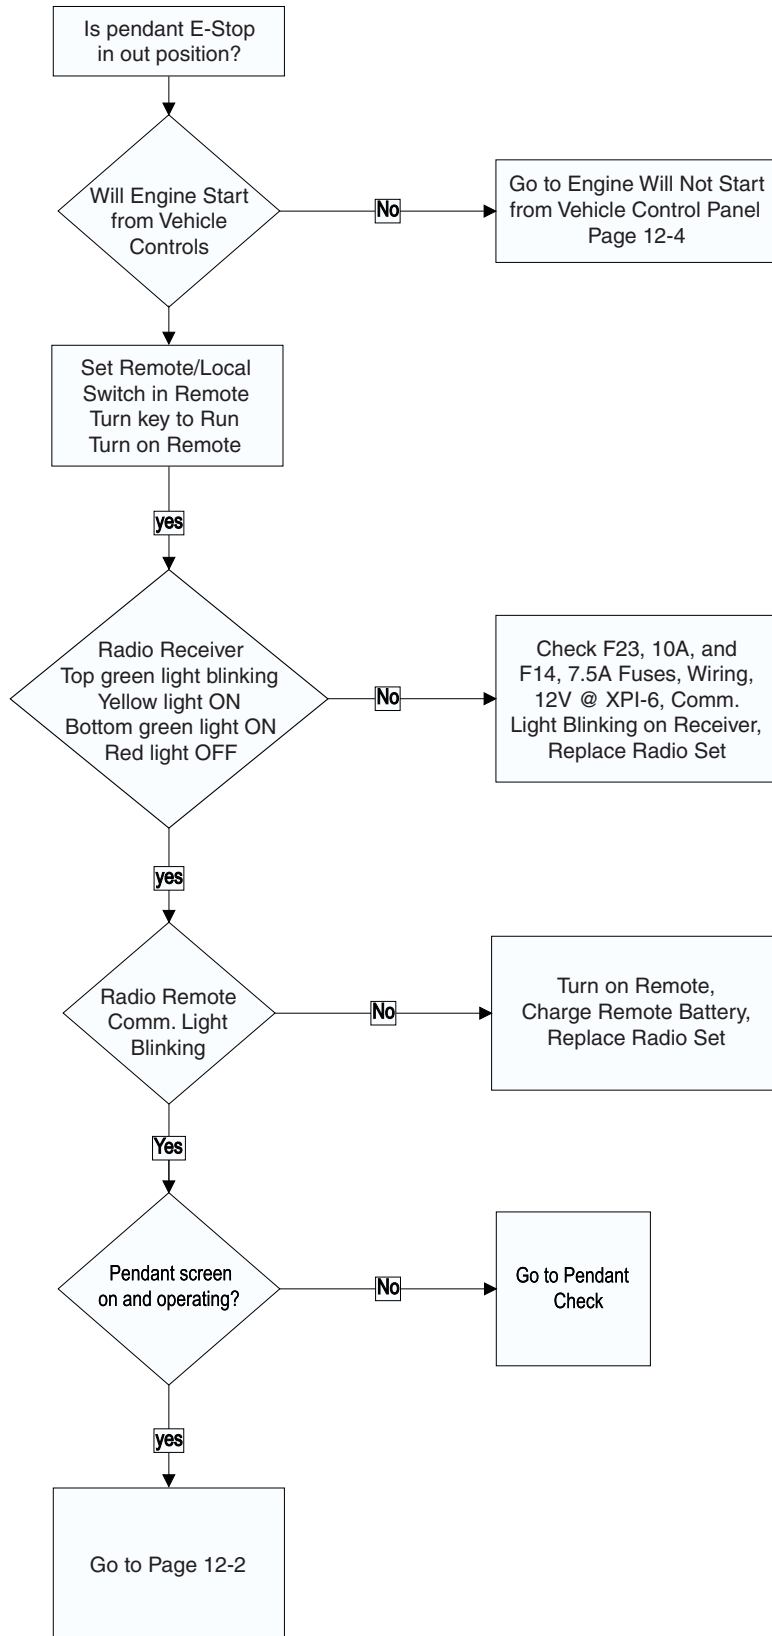 Is pendant E-Stop
in out position?
Will Engine Start
from Vehicle
Controls
No
Go to Engine Will Not Start
from Vehicle Control Panel
Page 12-4
Set Remote/Local
Switch in Remote
Turn key to Run
Turn on Remote
yes
Radio Receiver
Top green light blinking
Yellow light ON
Bottom green light ON
Red light OFF
No
Check F23, 10A, and
F14, 7.5A Fuses, Wiring,
12V @ XPI-6, Comm.
Light Blinking on Receiver,
Replace Radio Set
yes
Radio Remote
Comm. Light
Blinking
No
Turn on Remote,
Charge Remote Battery,
Replace Radio Set
Yes
Pendant screen
on and operating?
No
Go to Pendant
Check
yes
Go to Page 12-2